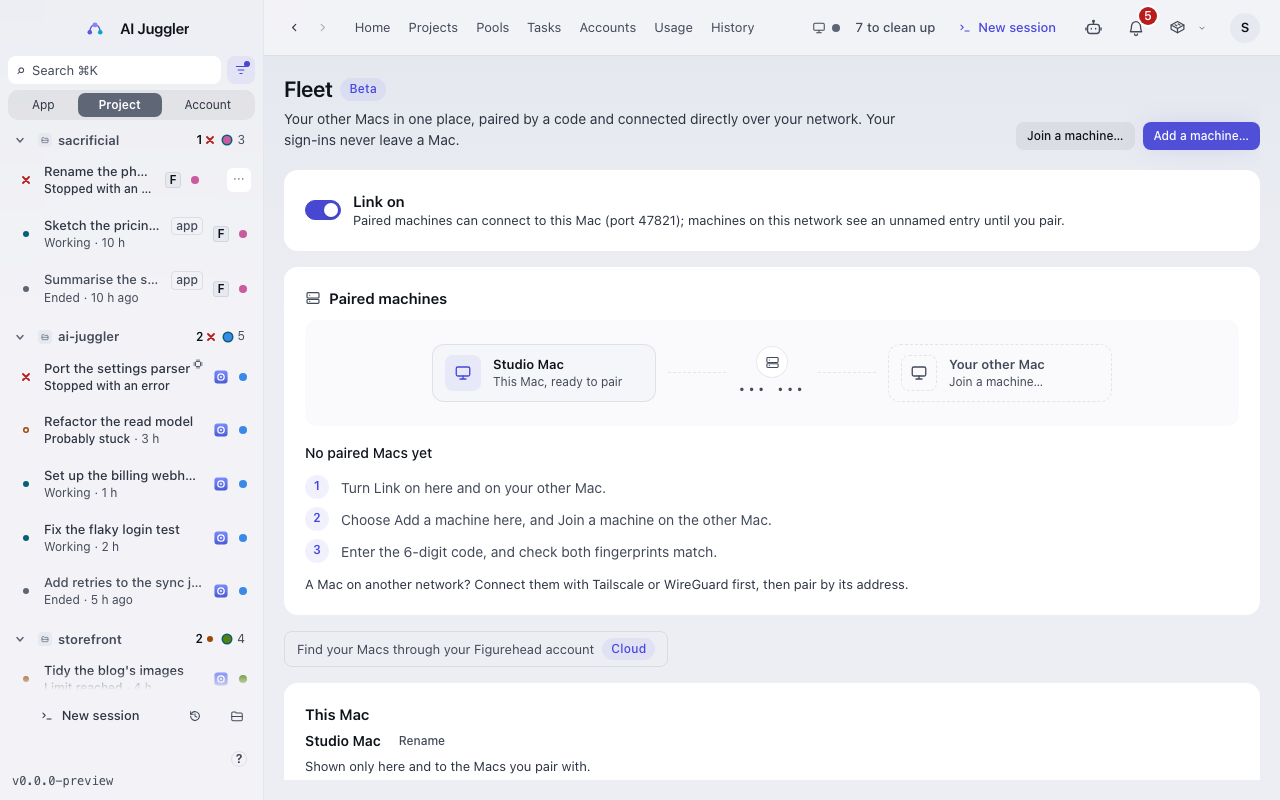 AI Juggler
Search ⌘K
App
Project
Account
sacrificial
1
3
Rename the ph...
Stopped with an ...
F
Sketch the pricin...
app
Working · 10 h
F
Summarise the s...
app
Ended · 10 h ago
F
ai-juggler
2
5
Port the settings parser
Stopped with an error
Refactor the read model
Probably stuck · 3 h
Set up the billing webh...
Working · 1 h
Fix the flaky login test
Working · 2 h
Add retries to the sync j...
Ended · 5 h ago
storefront
2
4
Tidy the blog's images
Limit reached · 4 h
New session
?
v0.0.0-preview
Home
Projects
Pools
Tasks
Accounts
Usage
History
7 to clean up
New session
5
S
Fleet
Beta
Your other Macs in one place, paired by a code and connected directly over your network. Your
sign-ins never leave a Mac.
Join a machine...
Add a machine...
Link on
Paired machines can connect to this Mac (port 47821); machines on this network see an unnamed entry until you pair.
Paired machines
Studio Mac
This Mac, ready to pair
••• •••
Your other Mac
Join a machine...
No paired Macs yet
1 Turn Link on here and on your other Mac.
2 Choose Add a machine here, and Join a machine on the other Mac.
3 Enter the 6-digit code, and check both fingerprints match.
A Mac on another network? Connect them with Tailscale or WireGuard first, then pair by its address.
Find your Macs through your Figurehead account
Cloud
This Mac
Studio Mac
Rename
Shown only here and to the Macs you pair with.